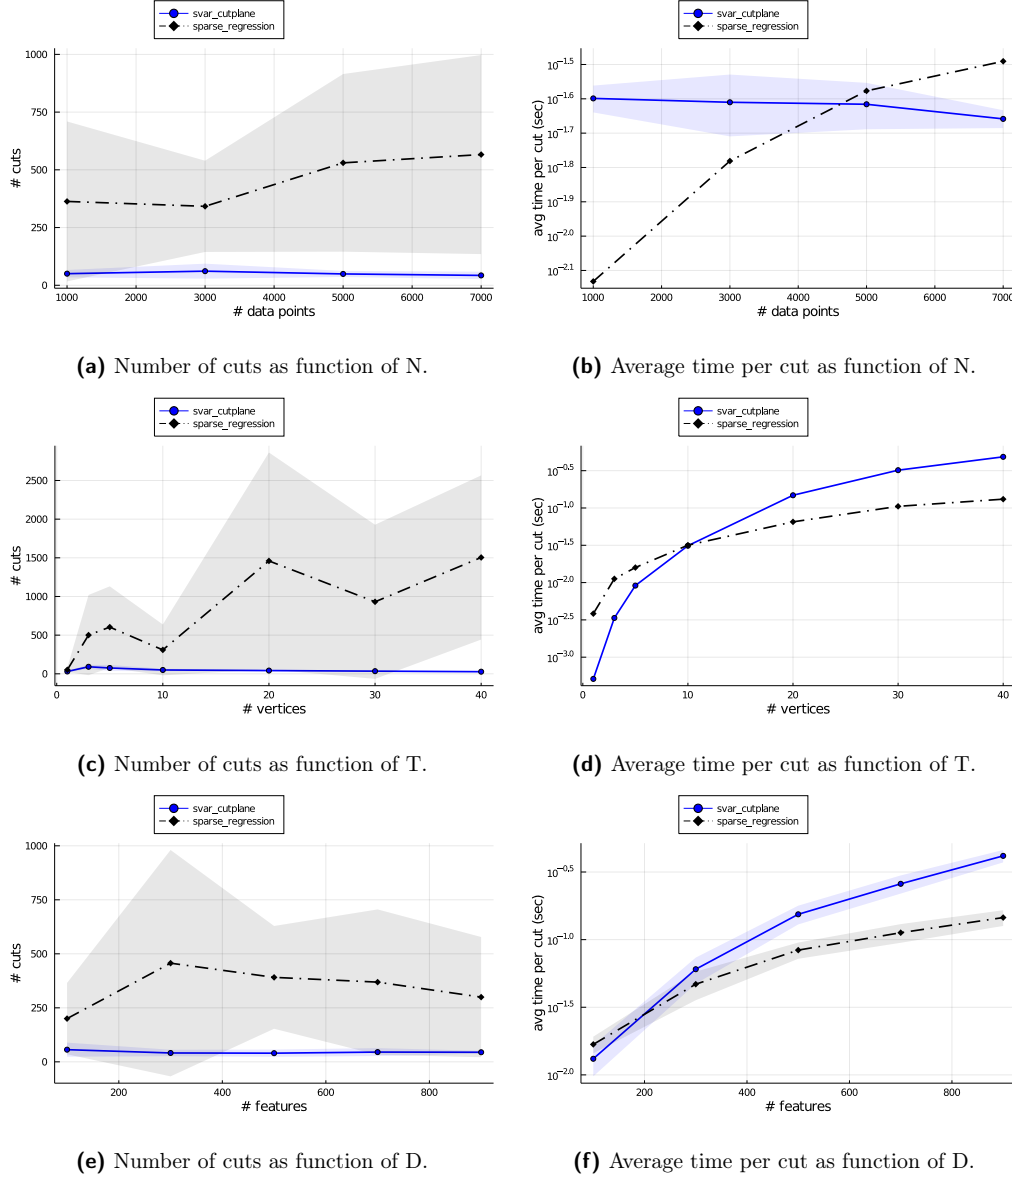 svar_cutplane
sparse_regression
1000
750
500
250
0
# cuts
1000 2000 3000 4000 5000 6000 7000
# data points
(a) Number of cuts as function of N.
svar_cutplane
sparse_regression
10^-1.5
10^-1.6
10^-1.7
10^-1.8
10^-1.9
10^-2.0
10^-2.1
avg time per cut (sec)
1000 2000 3000 4000 5000 6000 7000
# data points
(b) Average time per cut as function of N.
svar_cutplane
sparse_regression
2500
2000
1500
1000
500
0
# cuts
0 10 20 30 40
# vertices
(c) Number of cuts as function of T.
svar_cutplane
sparse_regression
10^-0.5
10^-1.0
10^-1.5
10^-2.0
10^-2.5
10^-3.0
avg time per cut (sec)
0 10 20 30 40
# vertices
(d) Average time per cut as function of T.
svar_cutplane
sparse_regression
1000
750
500
250
0
# cuts
200 400 600 800
# features
(e) Number of cuts as function of D.
svar_cutplane
sparse_regression
10^-0.5
10^-1.0
10^-1.5
10^-2.0
avg time per cut (sec)
200 400 600 800
# features
(f) Average time per cut as function of D.